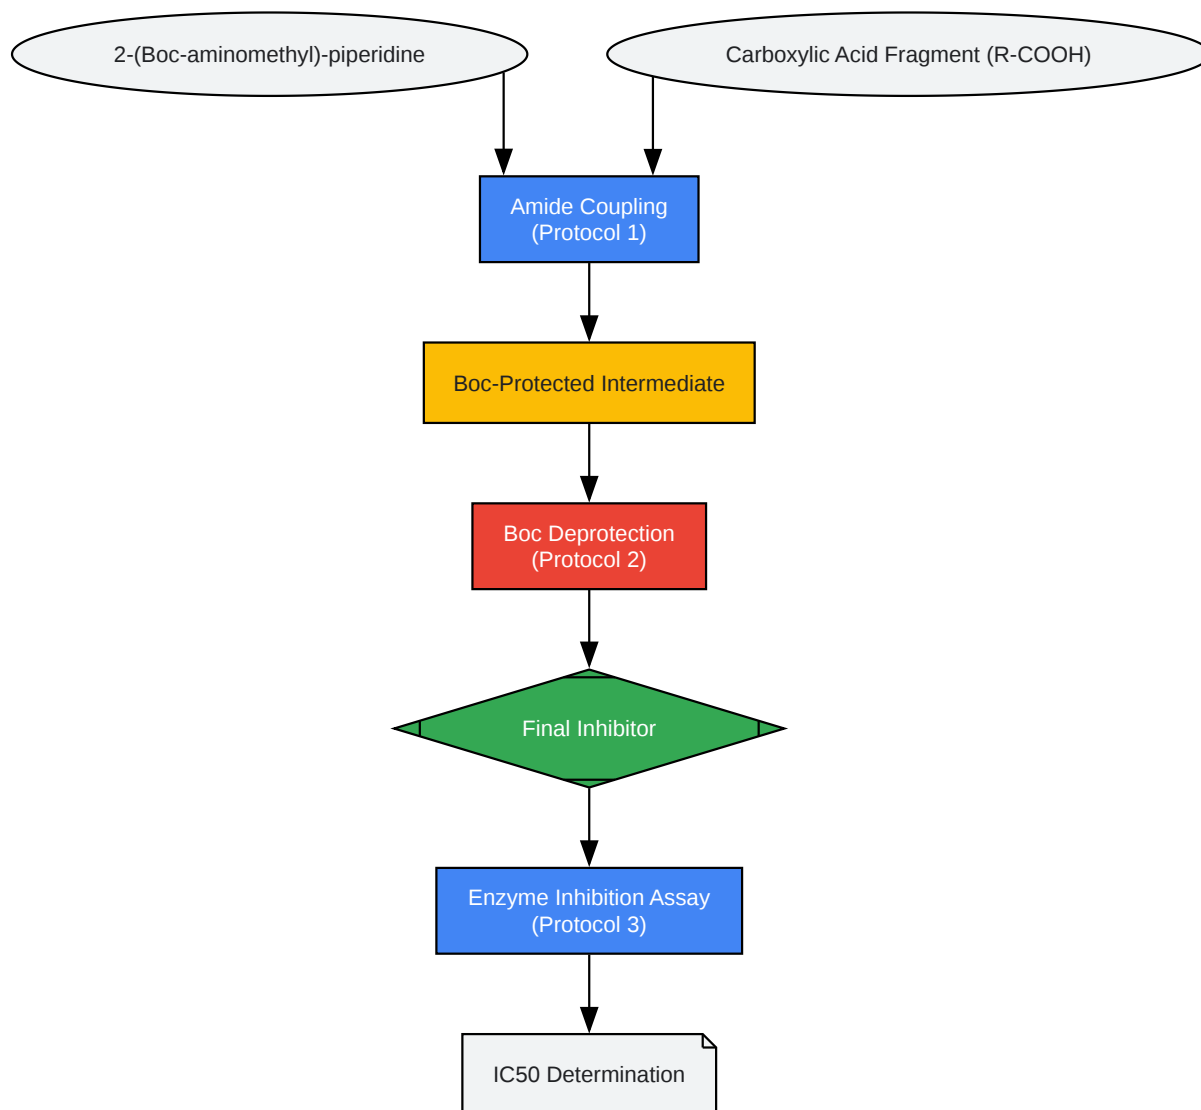 2-(Boc-aminomethyl)-piperidine
Carboxylic Acid Fragment (R-COOH)
Amide Coupling
(Protocol 1)
Boc-Protected Intermediate
Boc Deprotection
(Protocol 2)
Final Inhibitor
Enzyme Inhibition Assay
(Protocol 3)
IC50 Determination